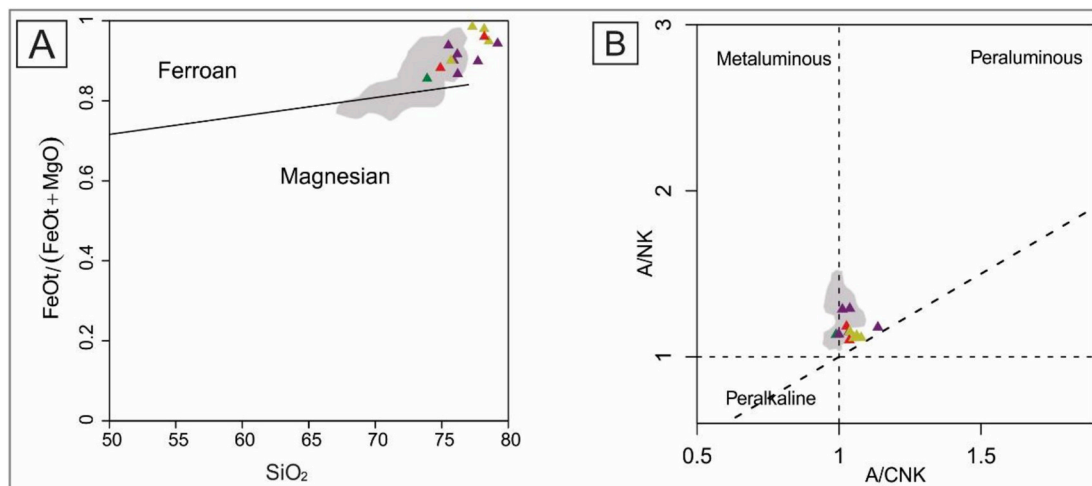 A
Ferroan
Magnesian
FeOt/(FeOt+MgO)
1
0.8
0.6
0.4
0.2
0
50 55 60 65 70 75 80
SiO₂
B
Metaluminous
Peraluminous
Peralkaline
A/NK
3
2
1
0.5 1 1.5
A/CNK